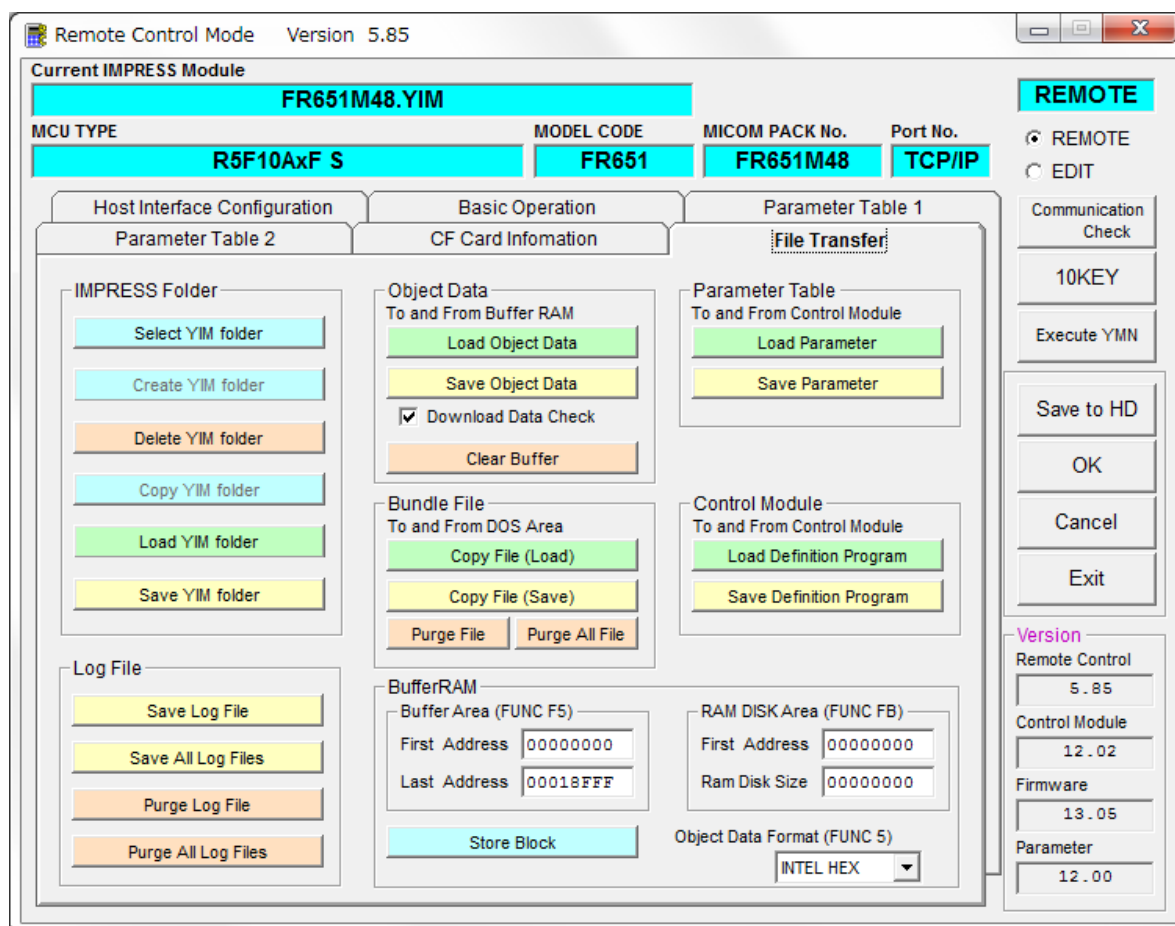 Remote Control Mode Version 5.85
Current IMPRESS Module
FR651M48.YIM
MCU TYPE
MODEL CODE
MICOM PACK No.
Port No.
R5F10AxF S
FR651
FR651M48
TCP/IP
Host Interface Configuration
Basic Operation
Parameter Table 1
Parameter Table 2
CF Card Infomation
File Transfer
IMPRESS Folder
Select YIM folder
Create YIM folder
Delete YIM folder
Copy YIM folder
Load YIM folder
Save YIM folder
Log File
Save Log File
Save All Log Files
Purge Log File
Purge All Log Files
Object Data
To and From Buffer RAM
Load Object Data
Save Object Data
Download Data Check
Clear Buffer
Bundle File
To and From DOS Area
Copy File (Load)
Copy File (Save)
Purge File
Purge All File
Parameter Table
To and From Control Module
Load Parameter
Save Parameter
Control Module
To and From Control Module
Load Definition Program
Save Definition Program
BufferRAM
Buffer Area (FUNC F5)
First Address 00000000
Last Address 00018FFF
Store Block
RAM DISK Area (FUNC FB)
First Address 00000000
Ram Disk Size 00000000
Object Data Format (FUNC 5)
INTEL HEX
REMOTE
REMOTE
EDIT
Communication
Check
10KEY
Execute YMN
Save to HD
OK
Cancel
Exit
Version
Remote Control
5.85
Control Module
12.02
Firmware
13.05
Parameter
12.00